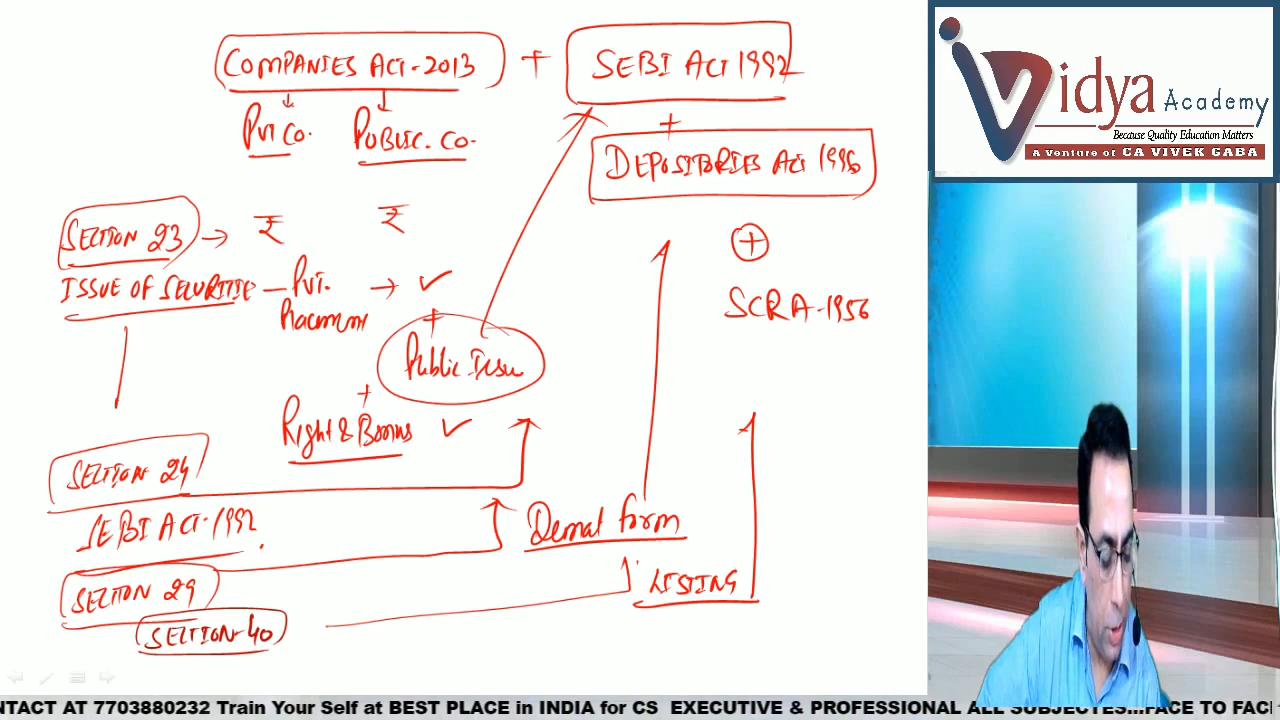 COMPANIES ACT-2013 + SEBI ACT 1992
PVT CO. PUBLIC. CO. +
DEPOSITORIES ACT 1996
SECTION 23 → ₹ ₹ +
ISSUE OF SECURITIES — Pvt. Placement → ✓
SCRA-1956
+
Public Issue
+
Right & Bonus ✓
SECTION 24
SEBI ACT-1992
Demat form
SECTION 29
LISTING
SECTION-40
Vidya Academy
Because Quality Education Matters
A Venture of CA VIVEK GABA
NTACT AT 7703880232 Train Your Self at BEST PLACE in INDIA for CS EXECUTIVE & PROFESSIONAL ALL SUBJECTES...FACE TO FACI